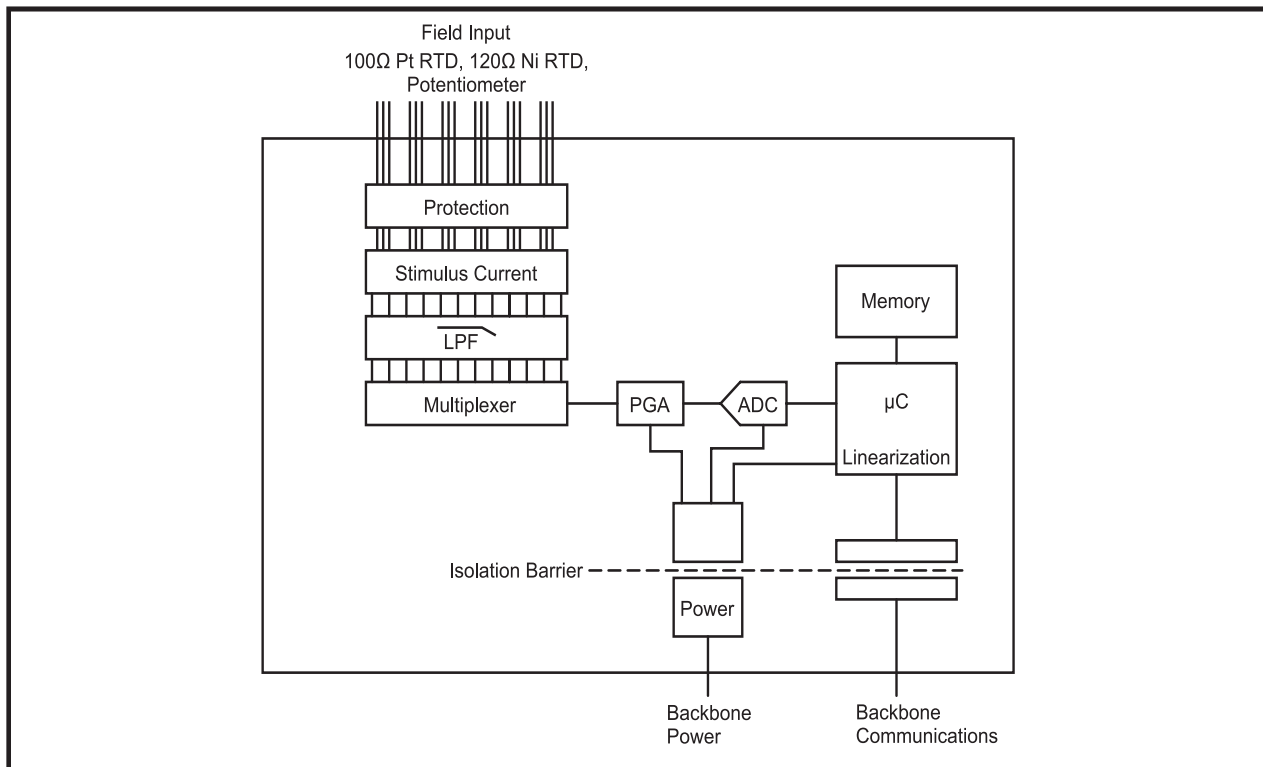 Field Input
100Ω Pt RTD, 120Ω Ni RTD,
Potentiometer
Protection
Stimulus Current
LPF
Multiplexer
PGA
ADC
Memory
µC
Linearization
Isolation Barrier
Power
Backbone
Power
Backbone
Communications